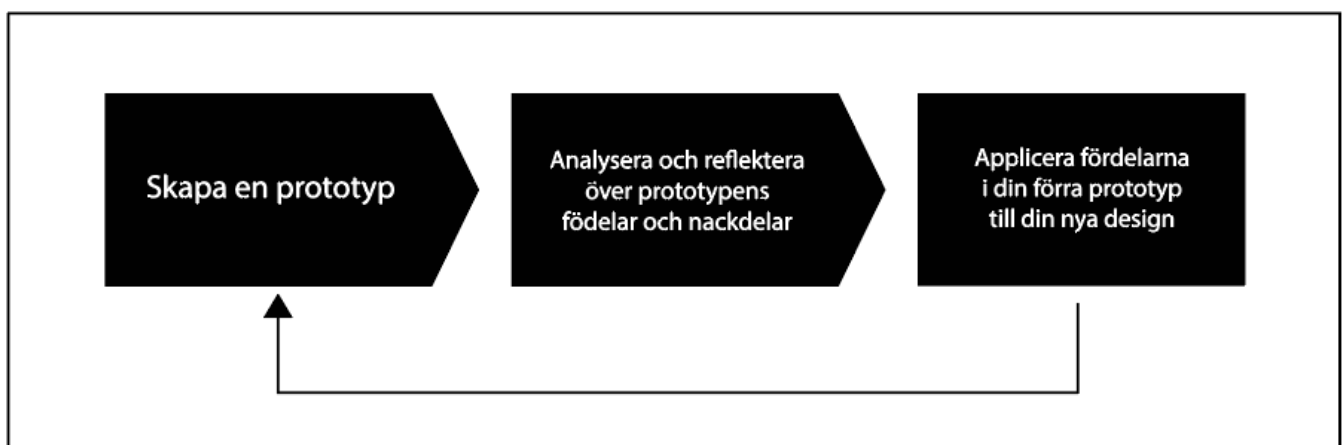 Skapa en prototyp
Analysera och reflektera
över prototypens
födelar och nackdelar
Applicera fördelarna
i din förra prototyp
till din nya design